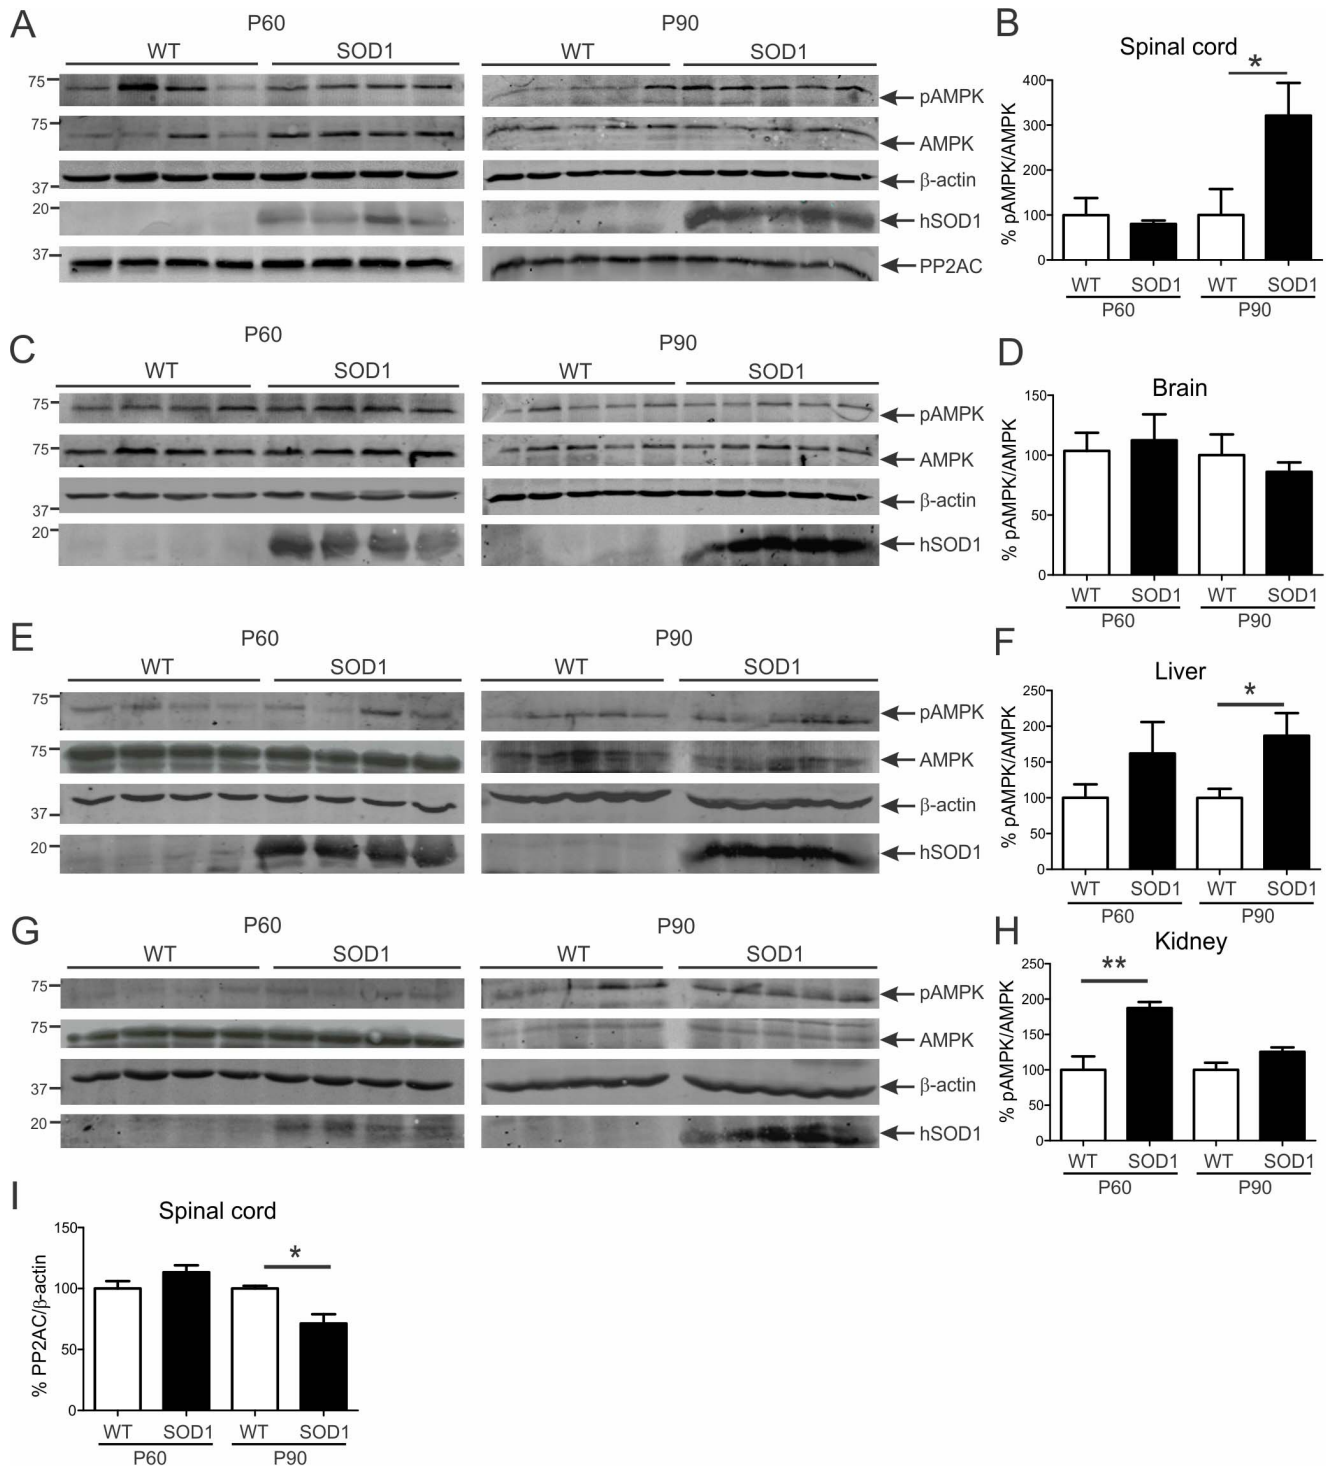 A
P60
P90
WT
SOD1
WT
SOD1
75
pAMPK
75
AMPK
37
β-actin
20
hSOD1
37
PP2AC
B
Spinal cord
*
% pAMPK/AMPK
400
300
200
100
0
WT
SOD1
WT
SOD1
P60
P90
C
P60
P90
WT
SOD1
WT
SOD1
75
pAMPK
75
AMPK
37
β-actin
20
hSOD1
D
Brain
% pAMPK/AMPK
150
100
50
0
WT
SOD1
WT
SOD1
P60
P90
E
P60
P90
WT
SOD1
WT
SOD1
75
pAMPK
75
AMPK
37
β-actin
20
hSOD1
F
Liver
*
% pAMPK/AMPK
250
200
150
100
50
0
WT
SOD1
WT
SOD1
P60
P90
G
P60
P90
WT
SOD1
WT
SOD1
75
pAMPK
75
AMPK
37
β-actin
20
hSOD1
H
Kidney
**
% pAMPK/AMPK
250
200
150
100
50
0
WT
SOD1
WT
SOD1
P60
P90
I
Spinal cord
*
% PP2AC/β-actin
150
100
50
0
WT
SOD1
WT
SOD1
P60
P90